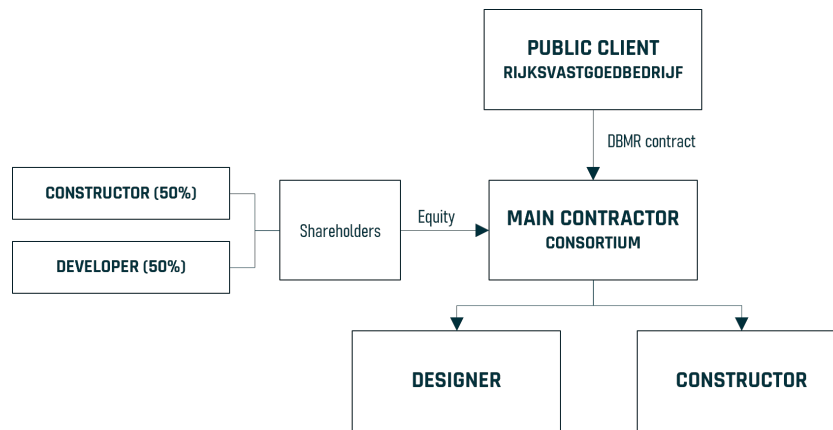 PUBLIC CLIENT
RIJKSVASTGOEDBEDRIJF
DBMR contract
CONSTRUCTOR (50%)
DEVELOPER (50%)
Shareholders
Equity
MAIN CONTRACTOR
CONSORTIUM
DESIGNER
CONSTRUCTOR